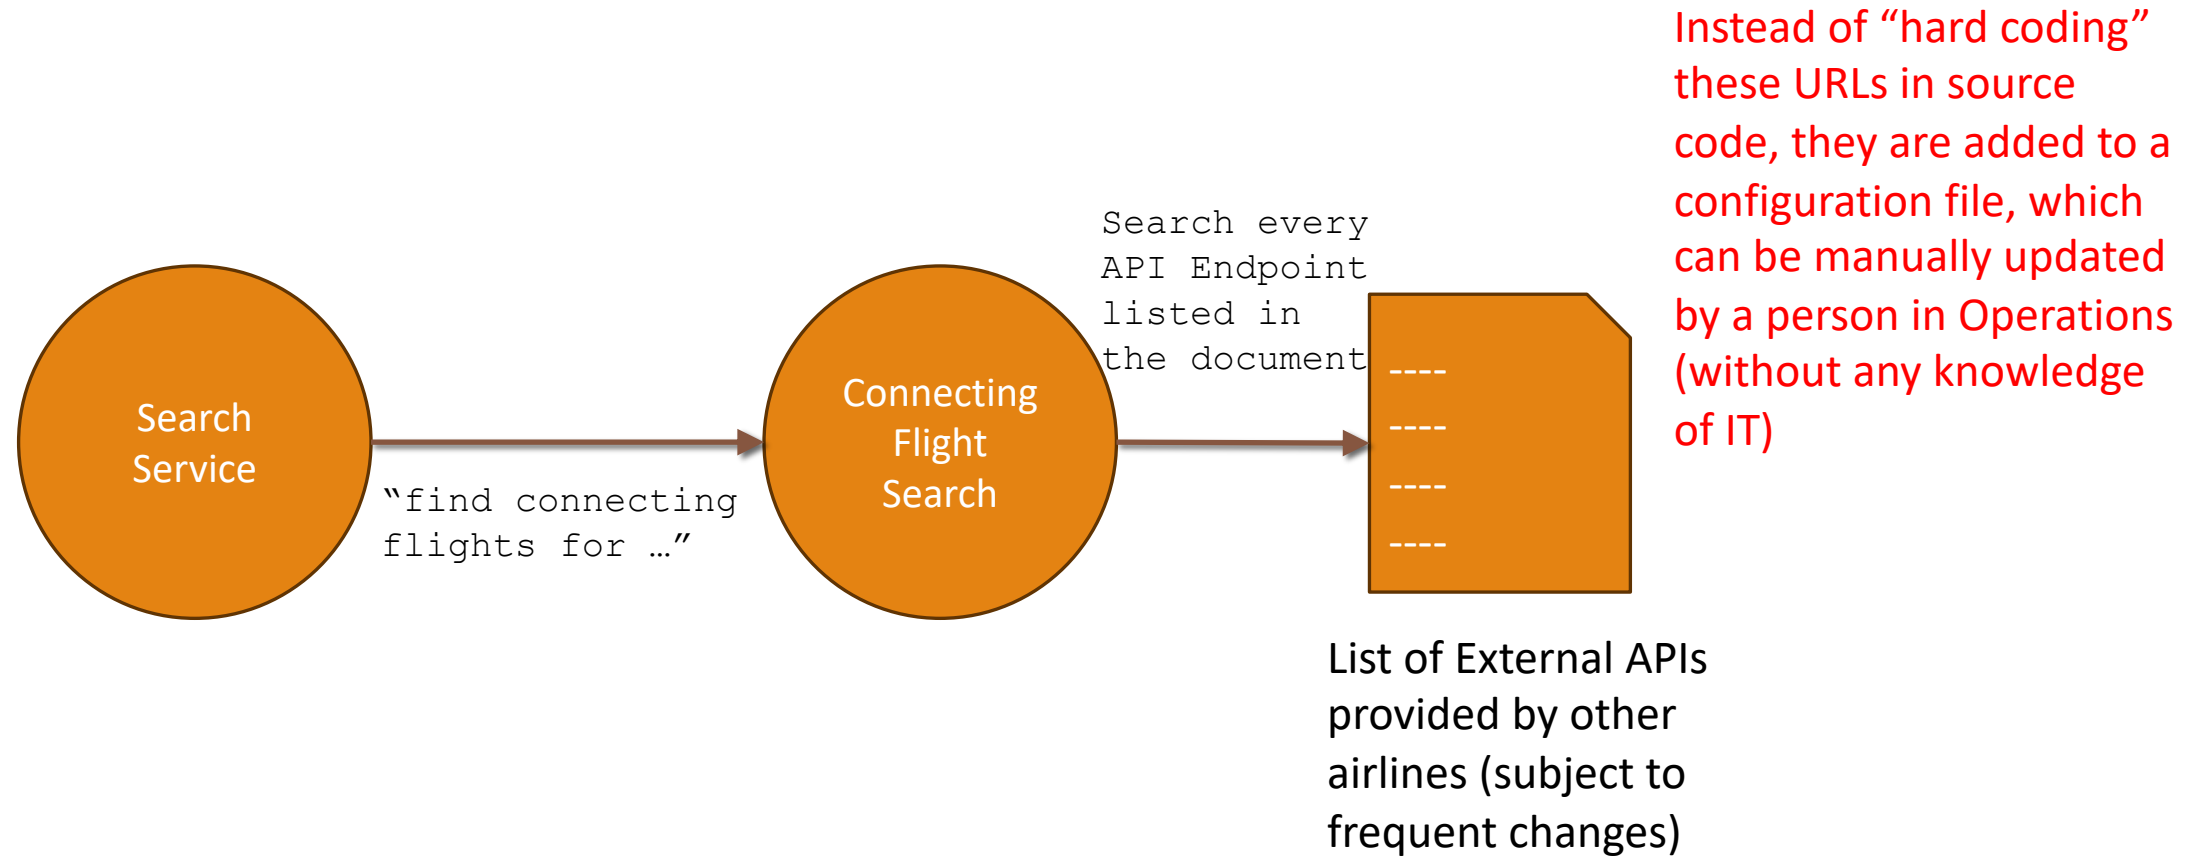 Instead of “hard coding”
these URLs in source
code, they are added to a
configuration file, which
can be manually updated
by a person in Operations
(without any knowledge
of IT)
Search every
API Endpoint
listed in
the document
Search
Service
“find connecting
flights for …”
Connecting
Flight
Search
----
----
----
----
List of External APIs
provided by other
airlines (subject to
frequent changes)